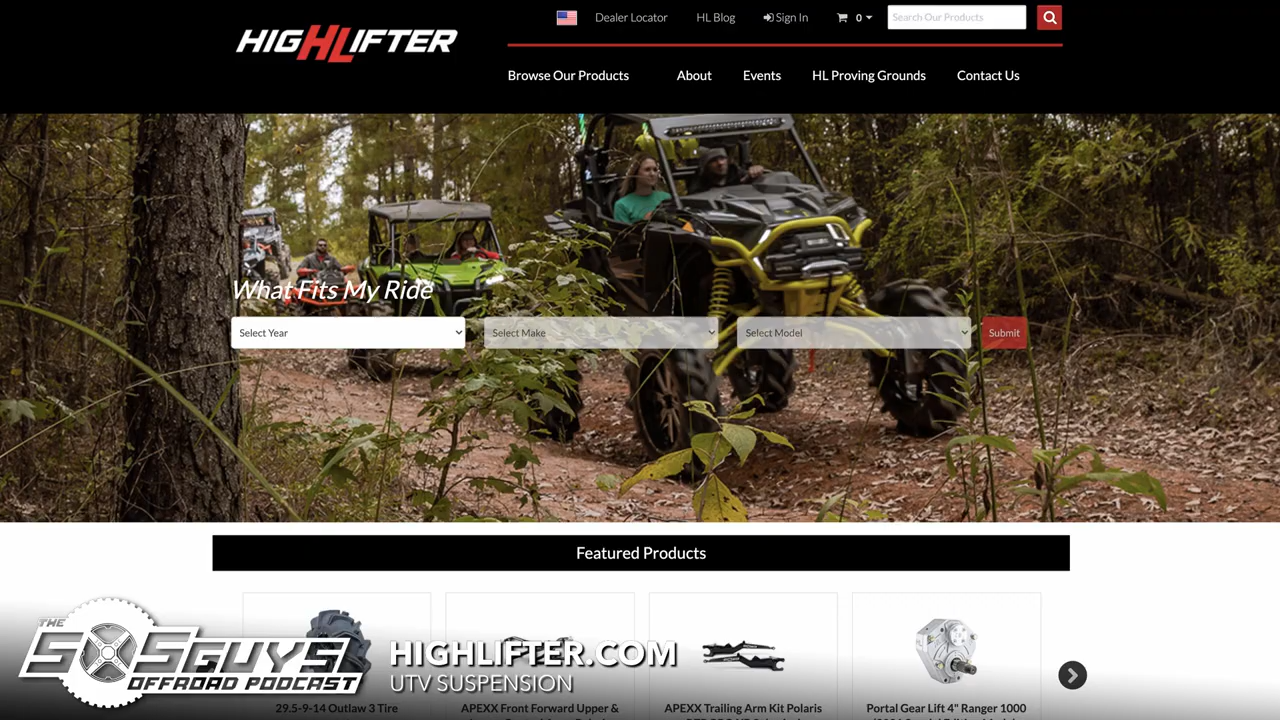 Dealer Locator HL Blog Sign In 0
Search Our Products
HIGHLIFTER
Browse Our Products About Events HL Proving Grounds Contact Us
What Fits My Ride
Select Year Select Make Select Model Submit
Featured Products
THE
SXSGUYS
OFFROAD PODCAST
HIGHLIFTER.COM
UTV SUSPENSION
29.5-9-14 Outlaw 3 Tire
APEXX Front Forward Upper &
APEXX Trailing Arm Kit Polaris
Portal Gear Lift 4" Ranger 1000